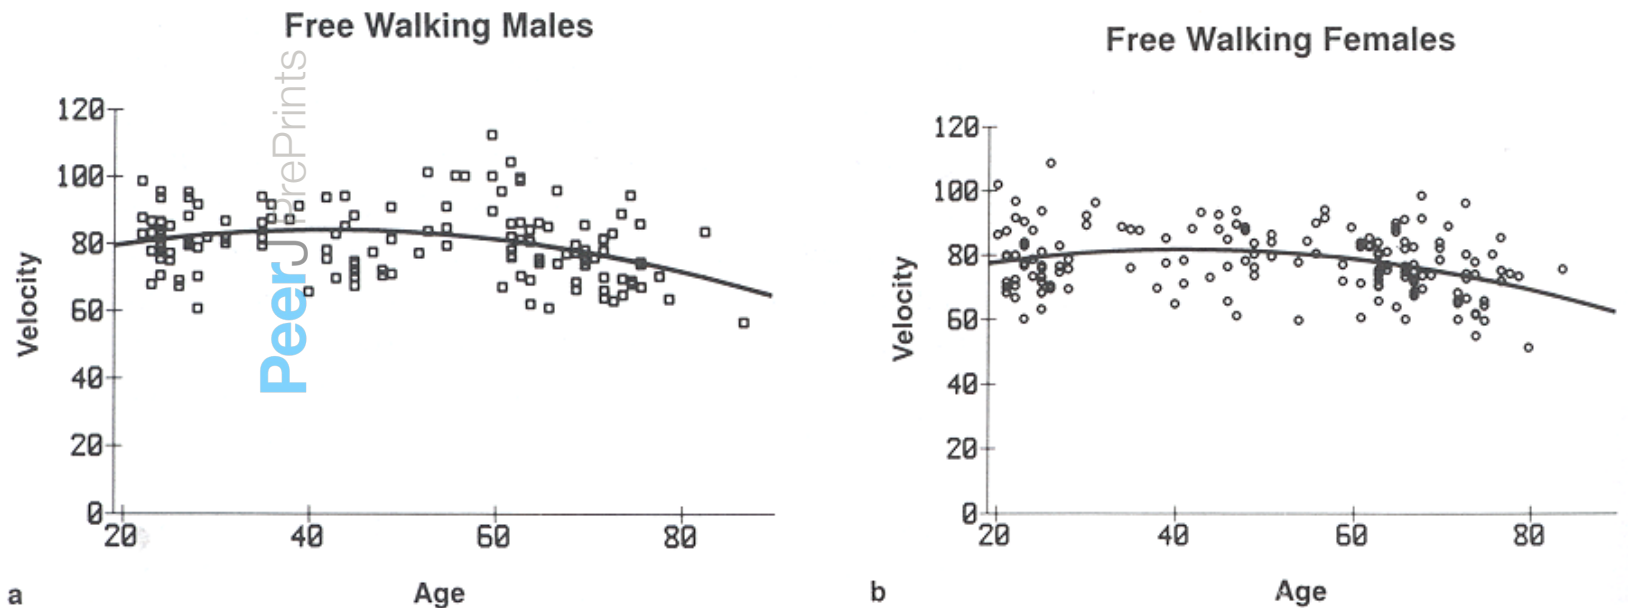 Free Walking Males
120
100
80
60
40
20
0
20 40 60 80
Velocity
Age
a
PeerJ PrePrints
Free Walking Females
120
100
80
60
40
20
0
20 40 60 80
Velocity
Age
b